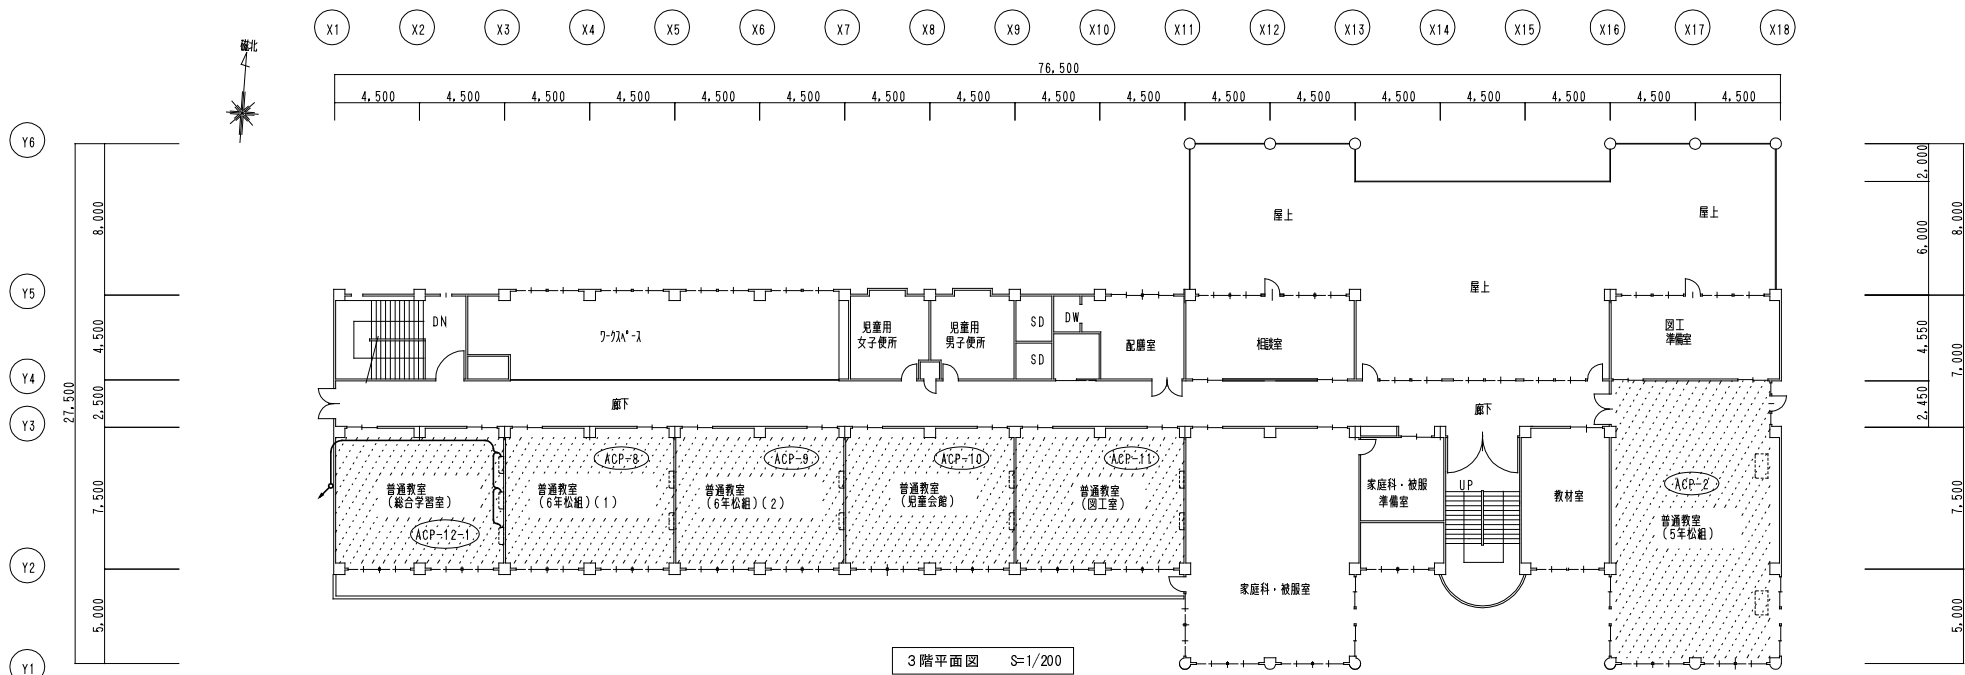 X1 X2 X3 X4 X5 X6 X7 X8 X9 X10 X11 X12 X13 X14 X15 X16 X17 X18
磁北
76,500
4,500 4,500 4,500 4,500 4,500 4,500 4,500 4,500 4,500 4,500 4,500 4,500 4,500 4,500 4,500 4,500 4,500
Y6
Y5
Y4
Y3
Y2
Y1
27,500
8,000
4,500
2,500
7,500
5,000
2,000
6,000
8,000
4,550
7,000
2,450
7,500
5,000
屋上
屋上
屋上
DN
ワークスペース
児童用
女子便所
児童用
男子便所
SD
SD
DW
配膳室
相談室
図工
準備室
廊下
廊下
普通教室
(総合学習室)
ACP-12-1
ACP-8
普通教室
(6年松組)(1)
ACP-9
普通教室
(6年松組)(2)
ACP-10
普通教室
(児童会館)
ACP-11
普通教室
(図工室)
家庭科・被服室
家庭科・被服
準備室
UP
教材室
ACP-2
普通教室
(5年松組)
3階平面図 S=1/200